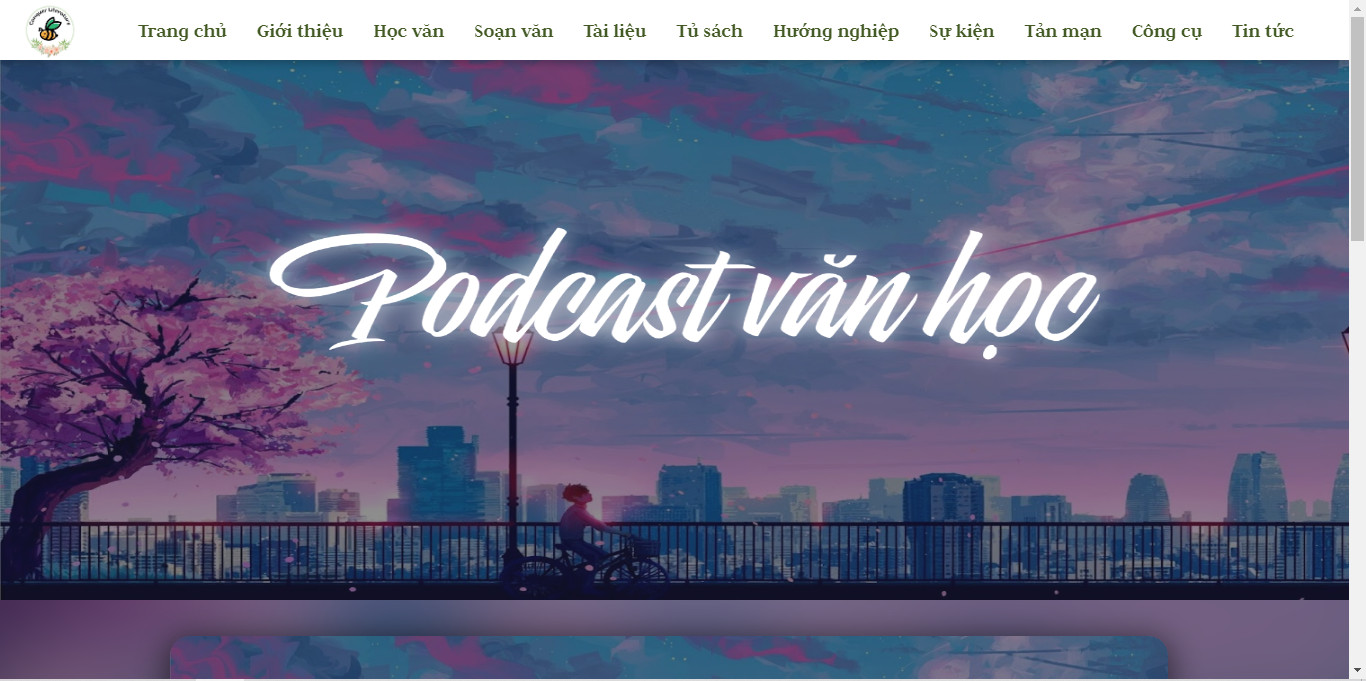 Trang chủ Giới thiệu Học văn Soạn văn Tài liệu Tủ sách Hướng nghiệp Sự kiện Tản mạn Công cụ Tin tức
Podcast văn học